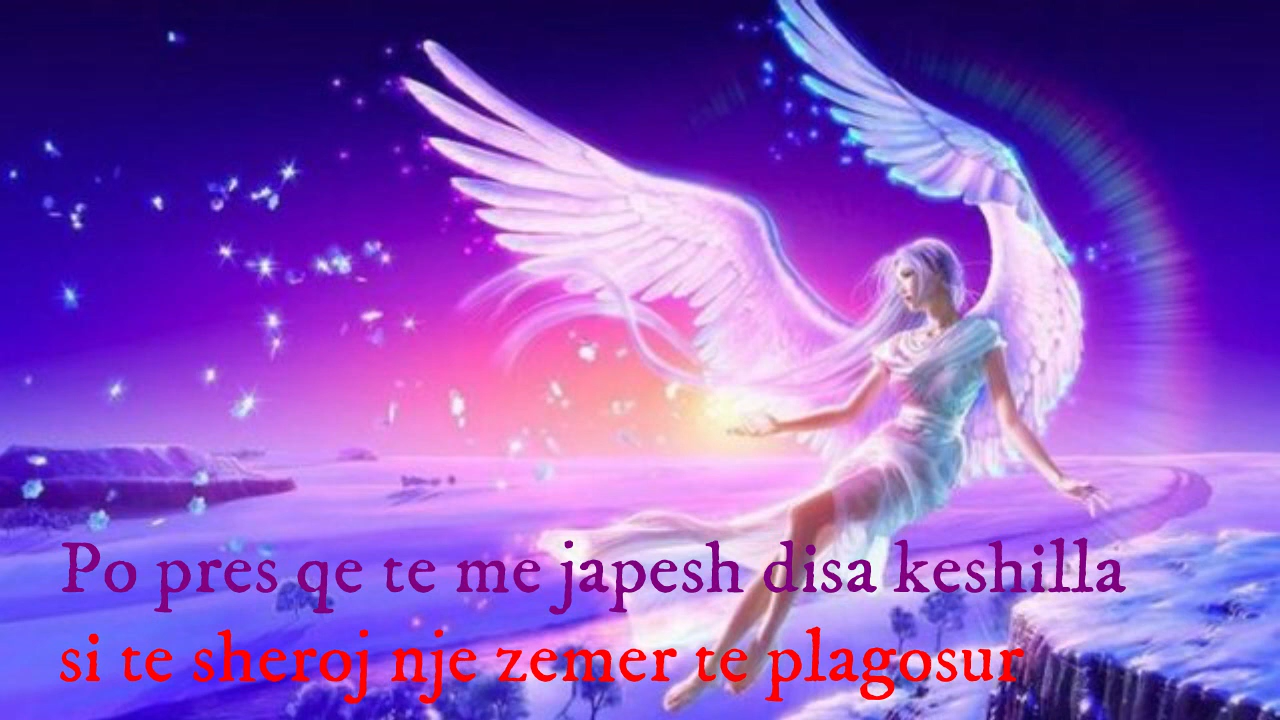 Po pres qe te me japesh disa keshilla
si te sheroj nje zemer te plagosur